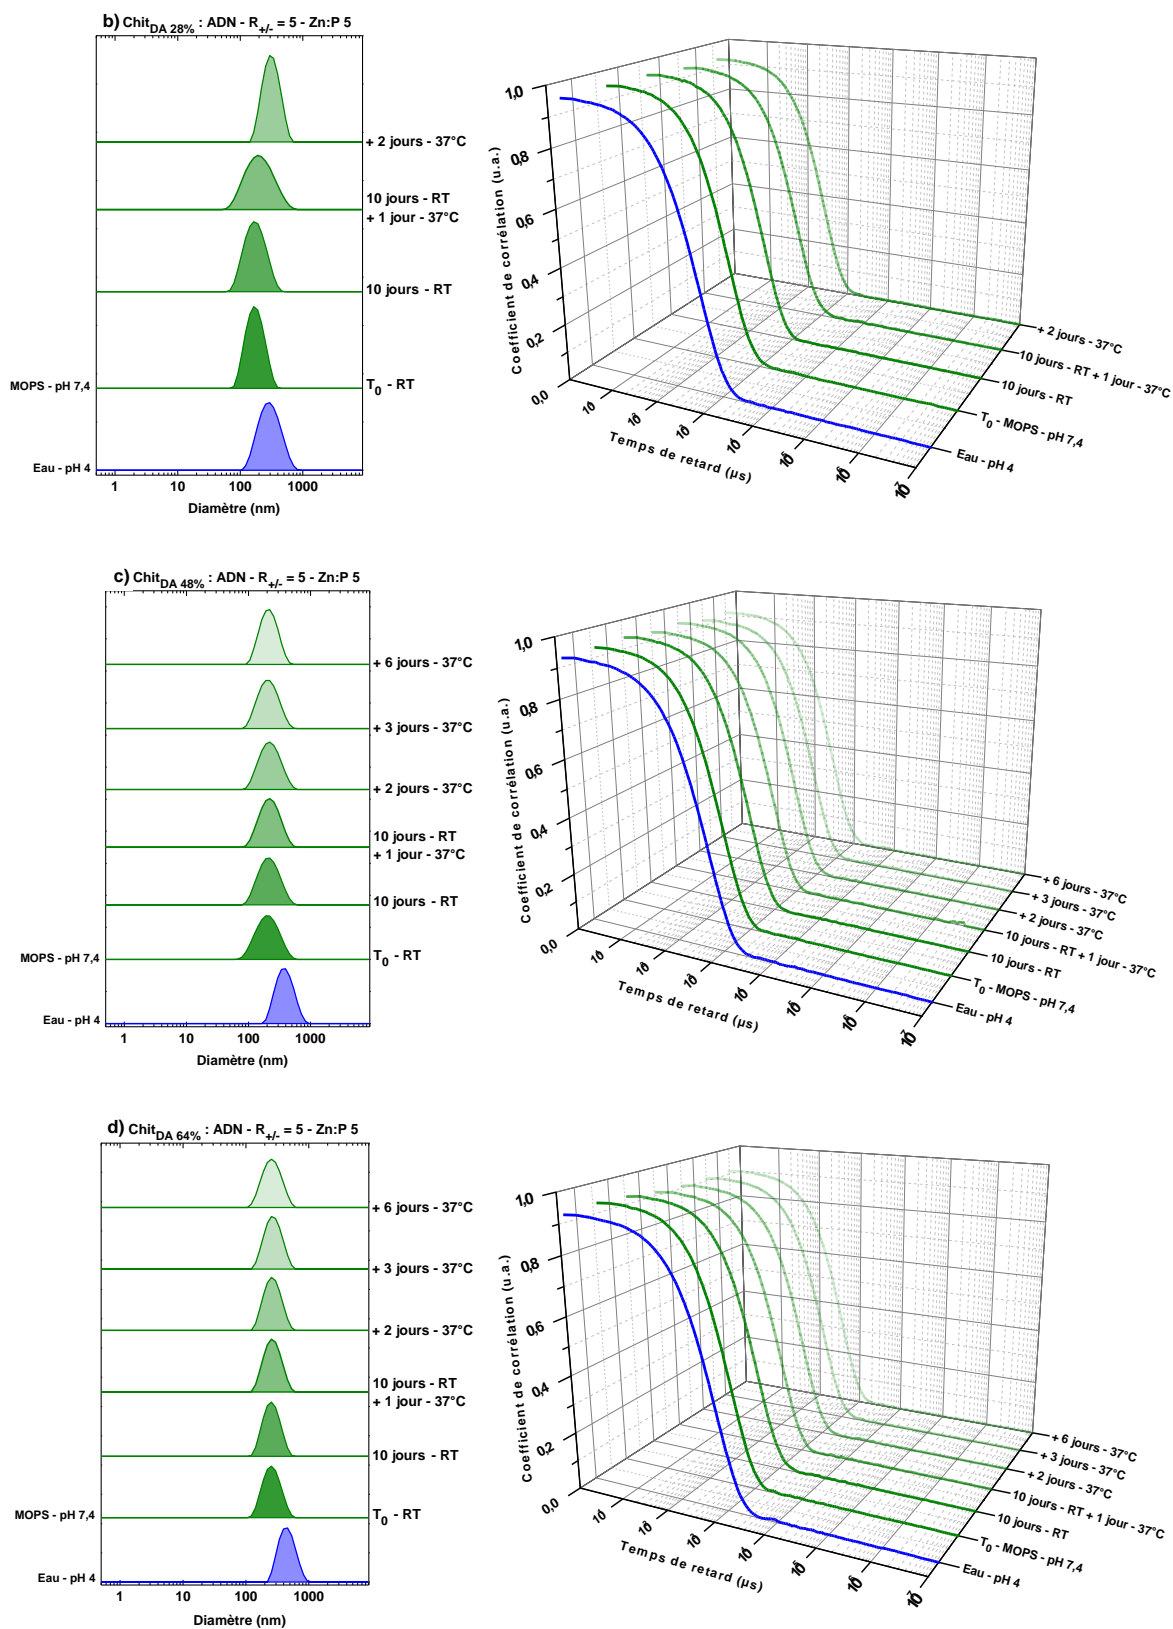 b) Chit_DA 28% : ADN - R_+/- = 5 - Zn:P 5
+ 2 jours - 37°C
10 jours - RT
+ 1 jour - 37°C
10 jours - RT
MOPS - pH 7,4
T_0 - RT
Eau - pH 4
1 10 100 1000
Diamètre (nm)
Coefficient de corrélation (u.a.)
1,0
0,8
0,6
0,4
0,2
0,0
Temps de retard (µs)
+ 2 jours - 37°C
10 jours - RT + 1 jour - 37°C
10 jours - RT
T_0 - MOPS - pH 7,4
Eau - pH 4
c) Chit_DA 48% : ADN - R_+/- = 5 - Zn:P 5
+ 6 jours - 37°C
+ 3 jours - 37°C
+ 2 jours - 37°C
10 jours - RT
+ 1 jour - 37°C
10 jours - RT
MOPS - pH 7,4
T_0 - RT
Eau - pH 4
1 10 100 1000
Diamètre (nm)
Coefficient de corrélation (u.a.)
1,0
0,8
0,6
0,4
0,2
0,0
Temps de retard (µs)
+ 6 jours - 37°C
+ 3 jours - 37°C
+ 2 jours - 37°C
10 jours - RT + 1 jour - 37°C
10 jours - RT
T_0 - MOPS - pH 7,4
Eau - pH 4
d) Chit_DA 64% : ADN - R_+/- = 5 - Zn:P 5
+ 6 jours - 37°C
+ 3 jours - 37°C
+ 2 jours - 37°C
10 jours - RT
+ 1 jour - 37°C
10 jours - RT
MOPS - pH 7,4
T_0 - RT
Eau - pH 4
1 10 100 1000
Diamètre (nm)
Coefficient de corrélation (u.a.)
1,0
0,8
0,6
0,4
0,2
0,0
Temps de retard (µs)
+ 6 jours - 37°C
+ 3 jours - 37°C
+ 2 jours - 37°C
10 jours - RT + 1 jour - 37°C
10 jours - RT
T_0 - MOPS - pH 7,4
Eau - pH 4